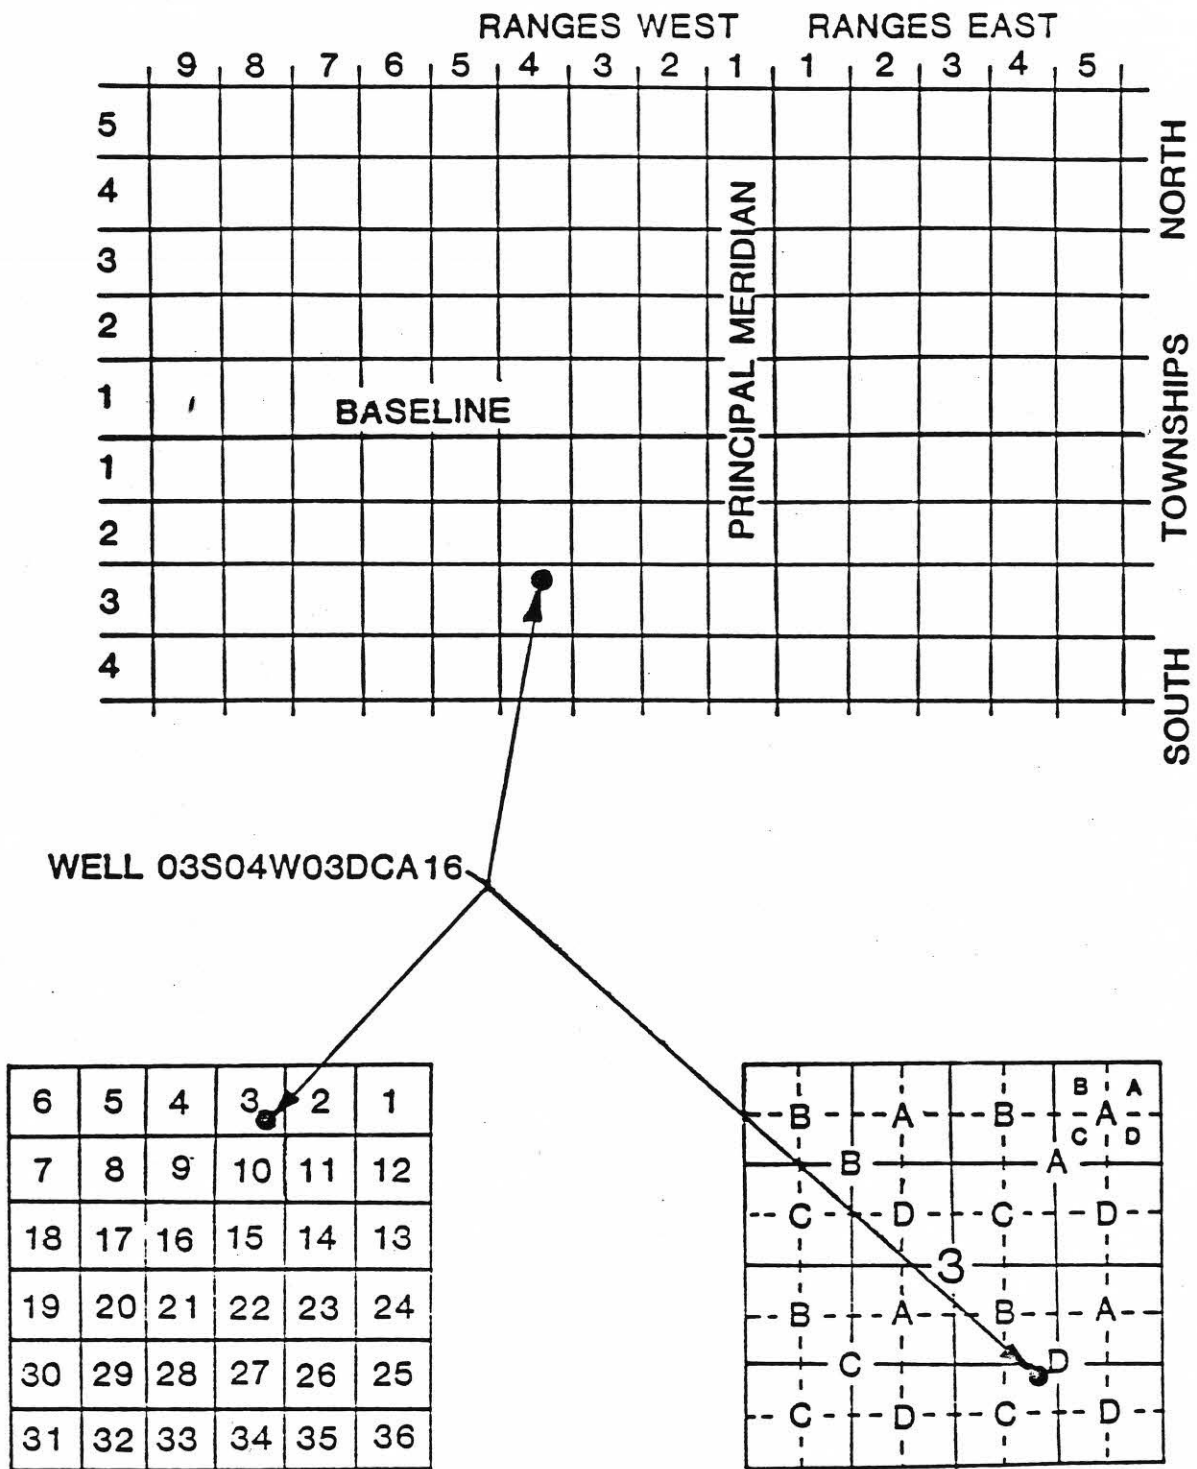 RANGES WEST RANGES EAST
9 8 7 6 5 4 3 2 1 1 2 3 4 5
5
4
3
2
1
1
2
3
4
BASELINE
PRINCIPAL MERIDIAN
NORTH
TOWNSHIPS
SOUTH
WELL 03S04W03DCA16
6 5 4 3 2 1
7 8 9 10 11 12
18 17 16 15 14 13
19 20 21 22 23 24
30 29 28 27 26 25
31 32 33 34 35 36
B A
B A B A
C D
B A
C D C D
3
B A B A
C D
C D C D